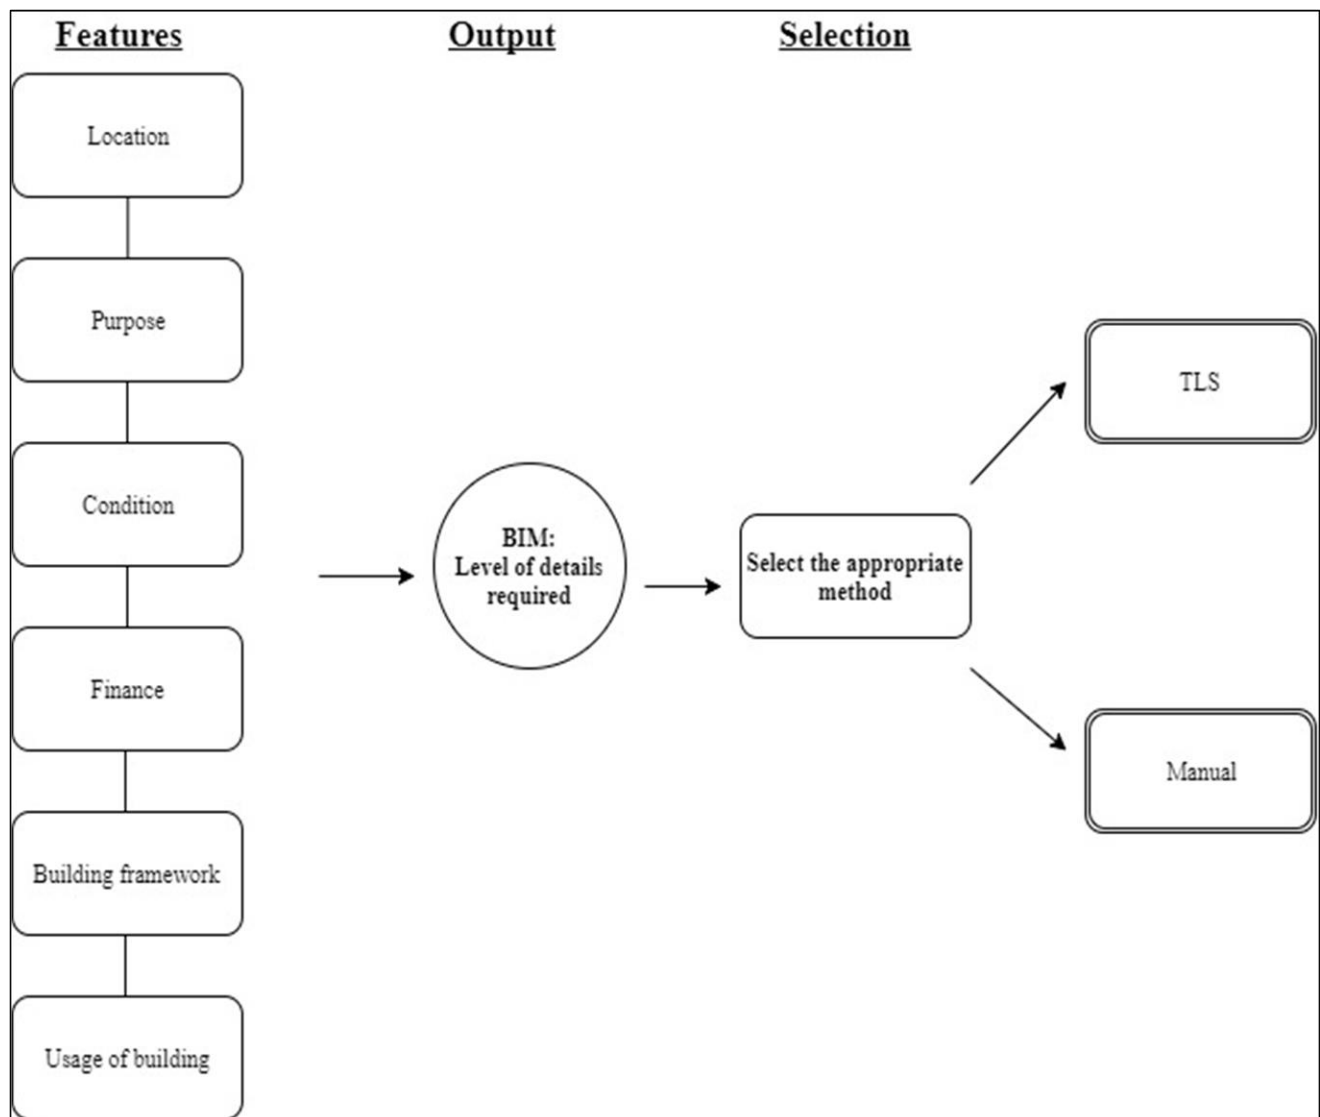 Features
Output
Selection
Location
Purpose
Condition
Finance
Building framework
Usage of building
BIM:
Level of details
required
Select the appropriate
method
TLS
Manual